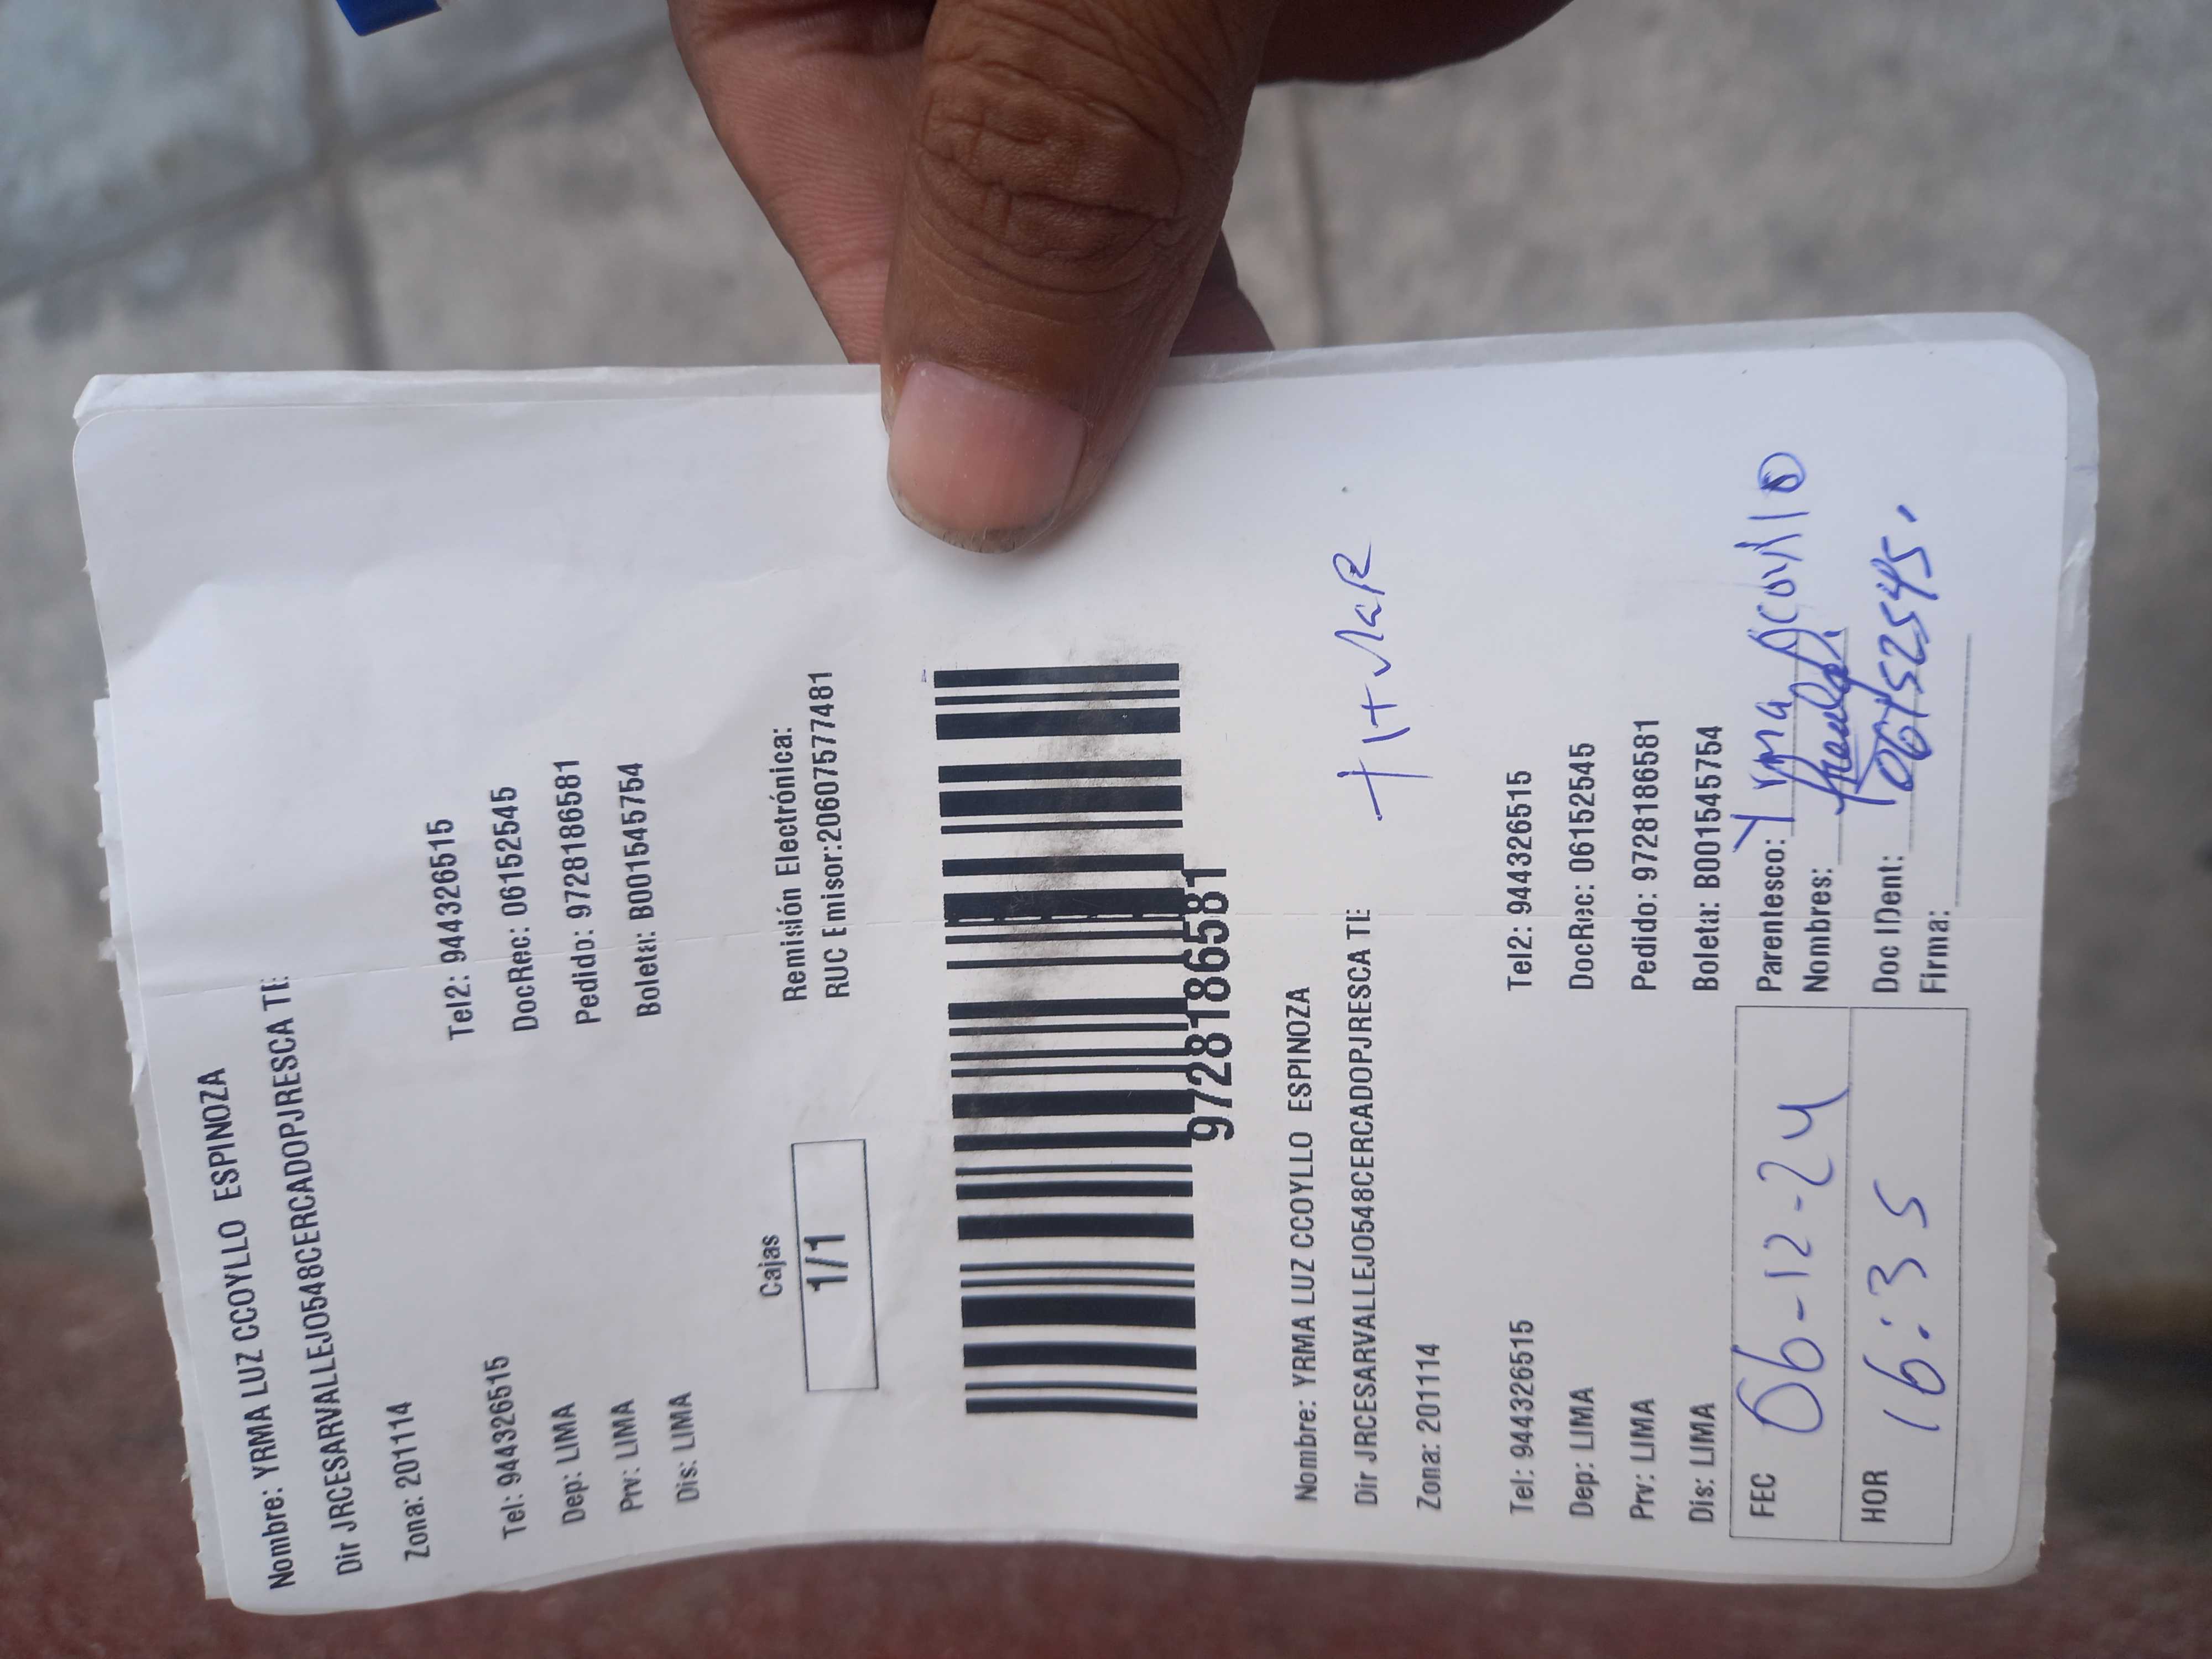 Nombre: YRMA LUZ CCOYLLO ESPINOZA
Dir JRCESARVALLEJO548CERCADOPJRESCA TE
Zona: 201114
Tel: 944326515 Tel2: 944326515
Dep: LIMA DocRec: 06152545
Prv: LIMA Pedido: 9728186581
Dis: LIMA Boleta: B001545754
Cajas
1/1
Remisión Electrónica:
RUC Emisor:20607577481
9728186581
Nombre: YRMA LUZ CCOYLLO ESPINOZA
Dir JRCESARVALLEJO548CERCADOPJRESCA TE
Zona: 201114
Tel: 944326515 Tel2: 944326515
Dep: LIMA DocRec: 06152545
Prv: LIMA Pedido: 9728186581
Dis: LIMA Boleta: B001545754
FEC 06-12-24
HOR 16:35
Parentesco: Yrma Ccoyllo
Nombres:
Doc IDent: 06152545.
Firma: